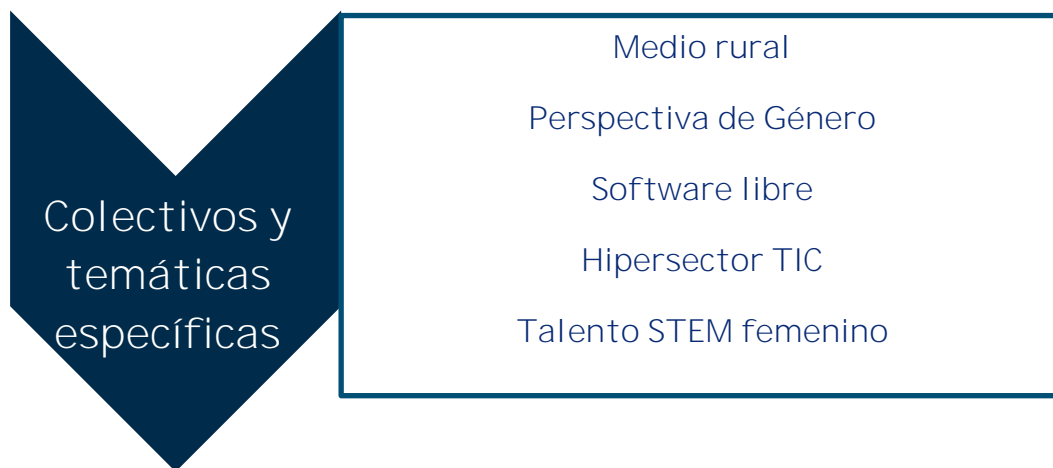 Colectivos y
temáticas
específicas
Medio rural
Perspectiva de Género
Software libre
Hipersector TIC
Talento STEM femenino